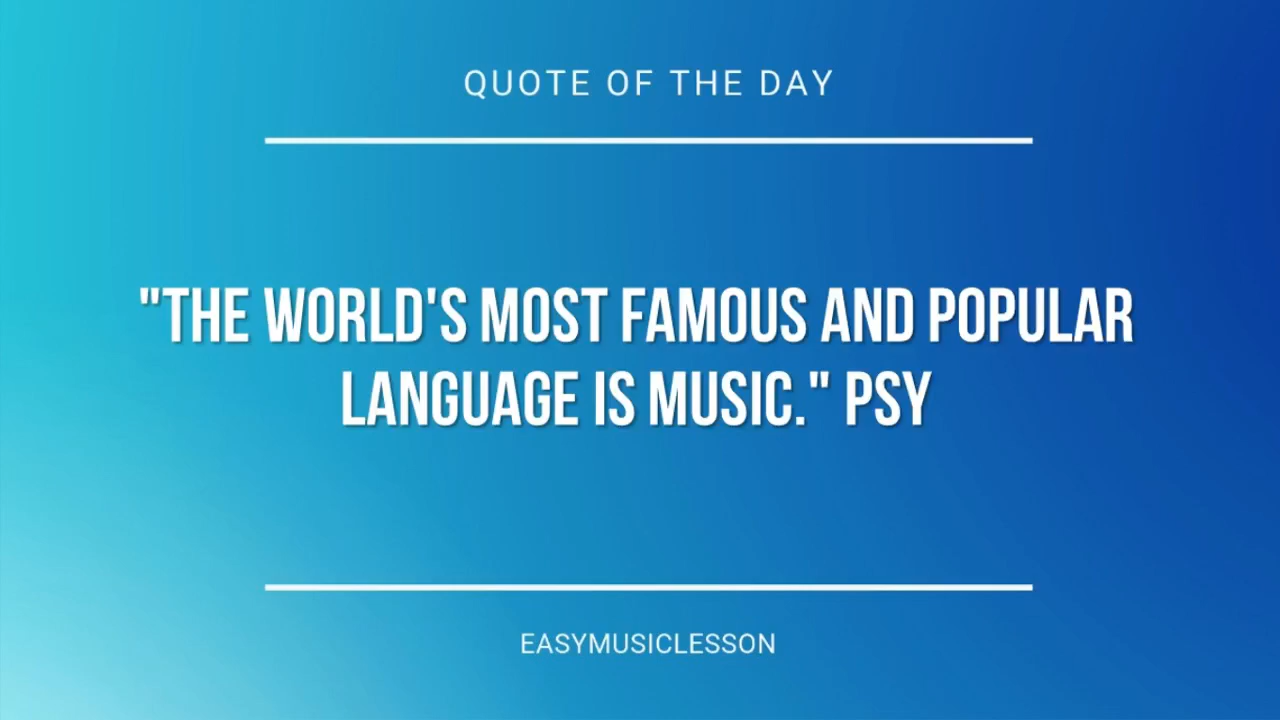 QUOTE OF THE DAY
"THE WORLD'S MOST FAMOUS AND POPULAR
LANGUAGE IS MUSIC." PSY
EASYMUSICLESSON